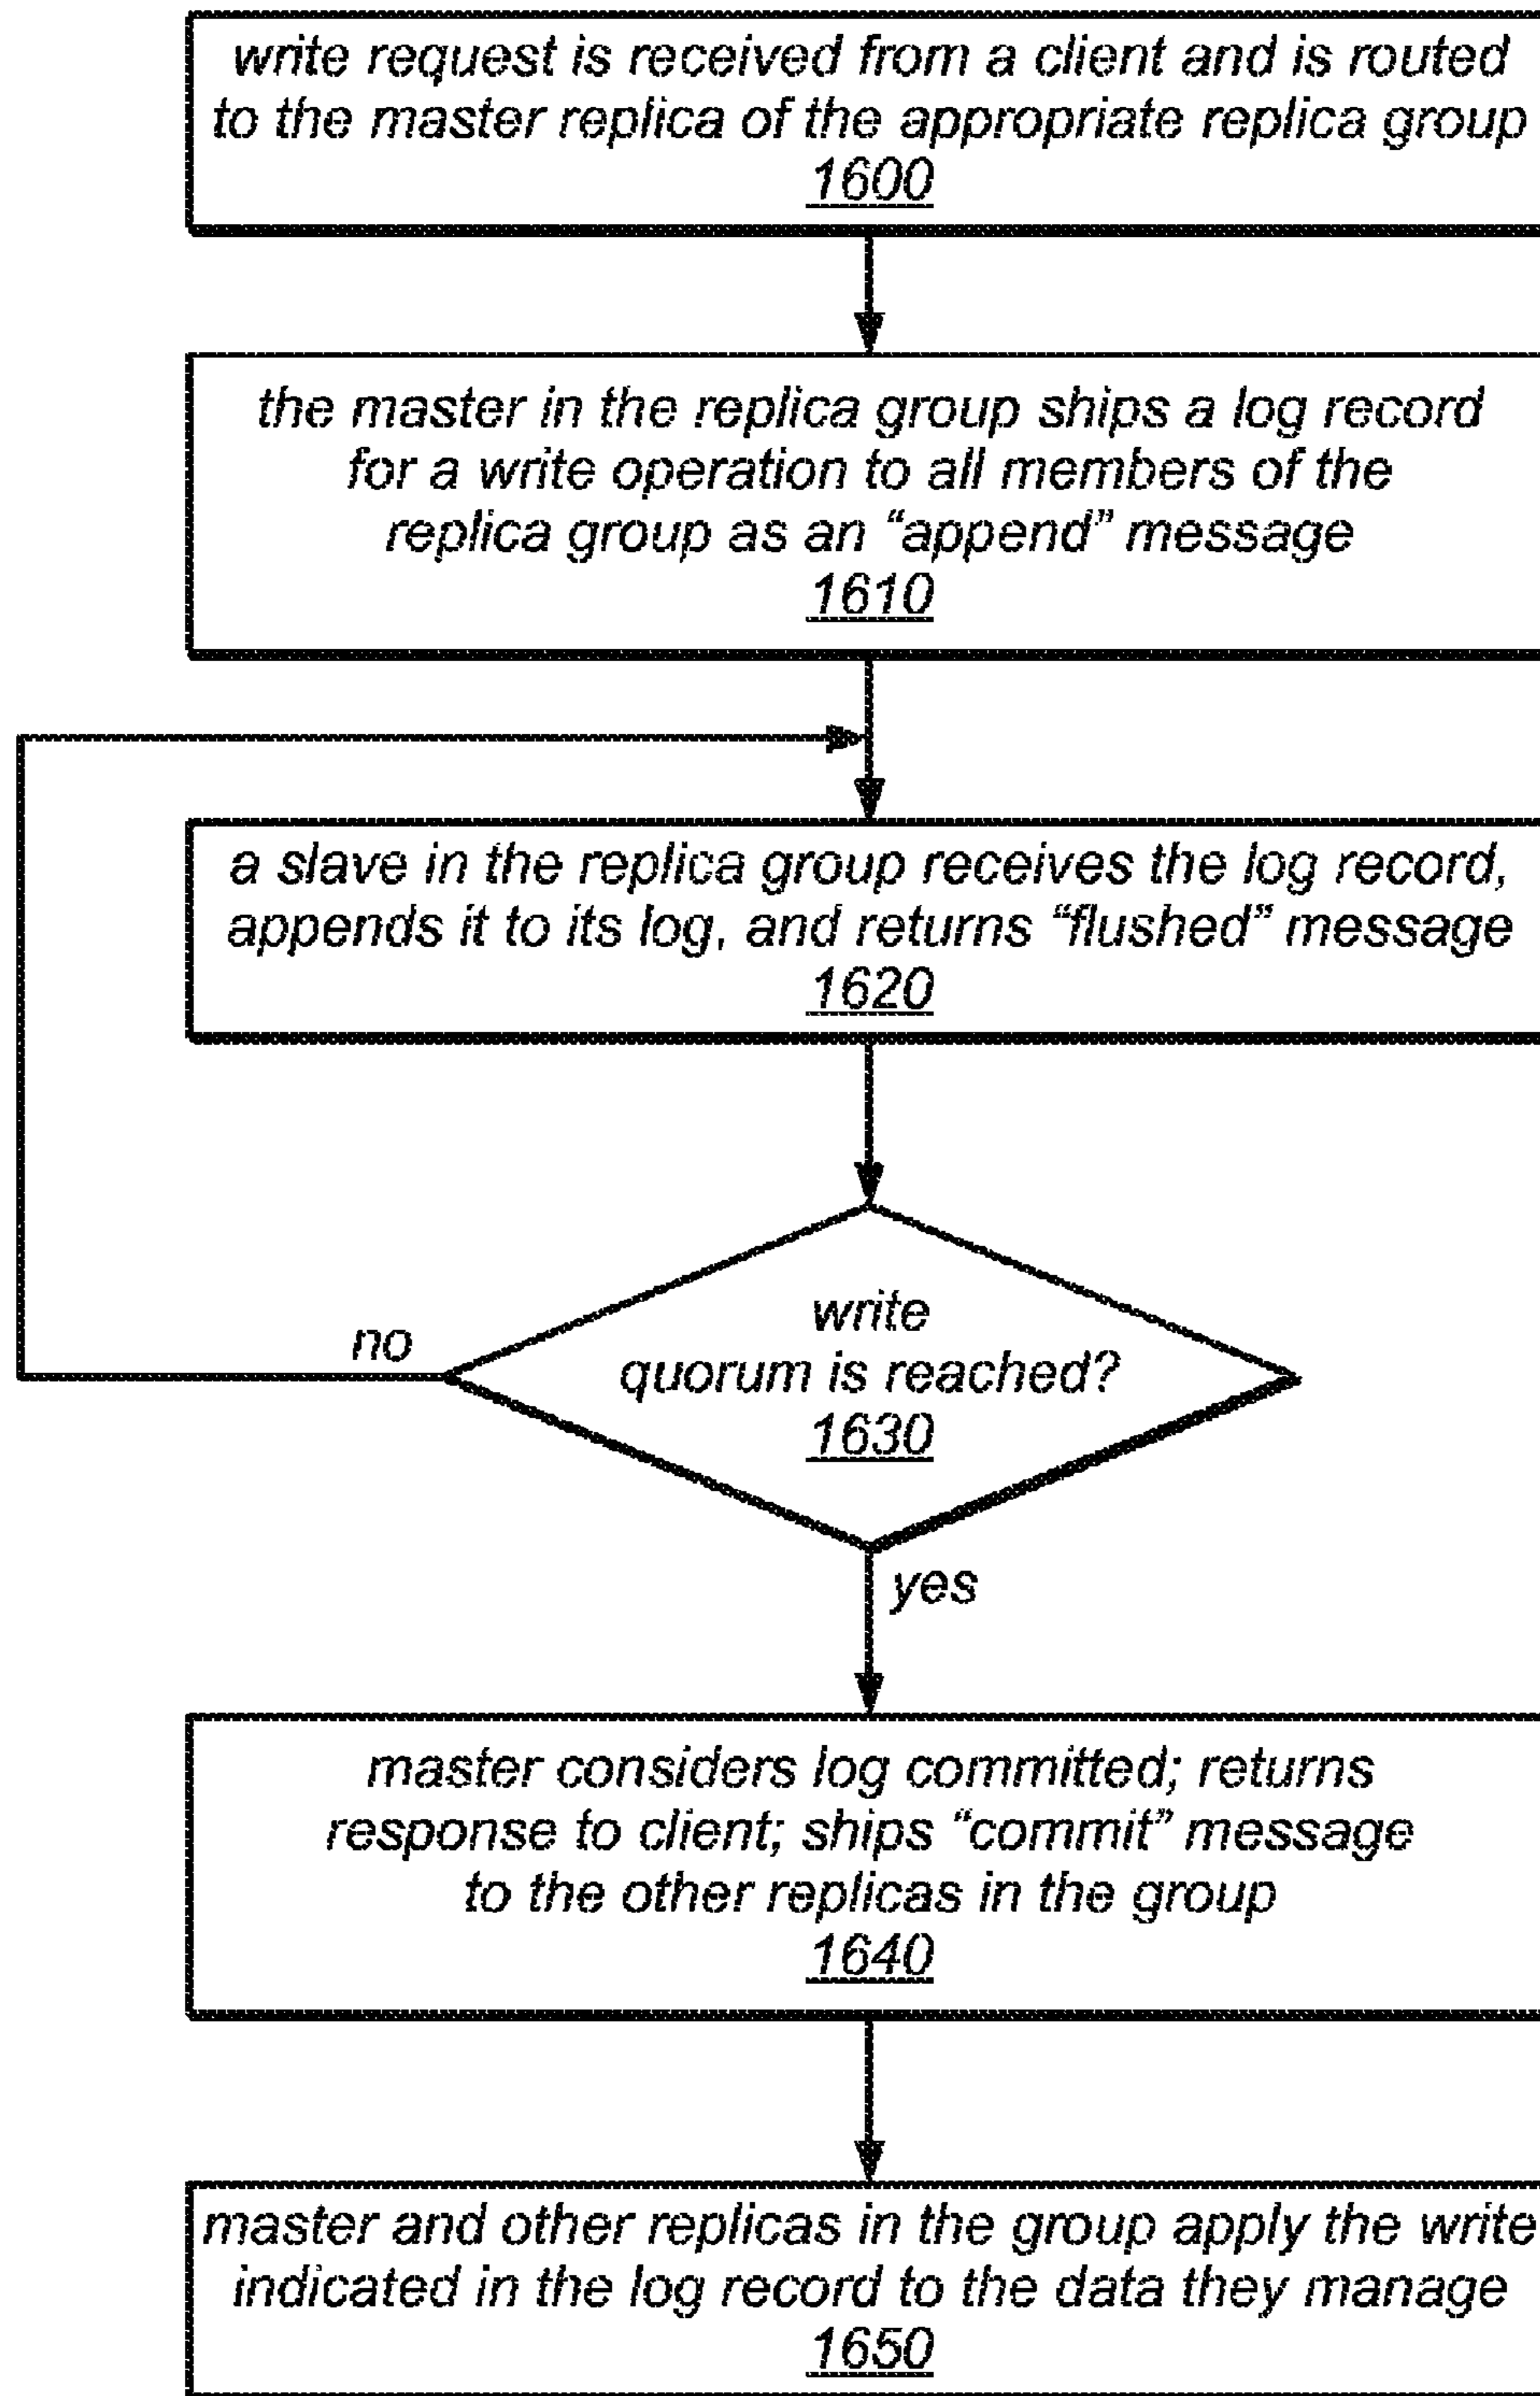 write request is received from a client and is routed
to the master replica of the appropriate replica group
1600
the master in the replica group ships a log record
for a write operation to all members of the
replica group as an “append” message
1610
a slave in the replica group receives the log record,
appends it to its log, and returns “flushed” message
1620
write
quorum is reached?
1630
no
yes
master considers log committed; returns
response to client; ships “commit” message
to the other replicas in the group
1640
master and other replicas in the group apply the write
indicated in the log record to the data they manage
1650